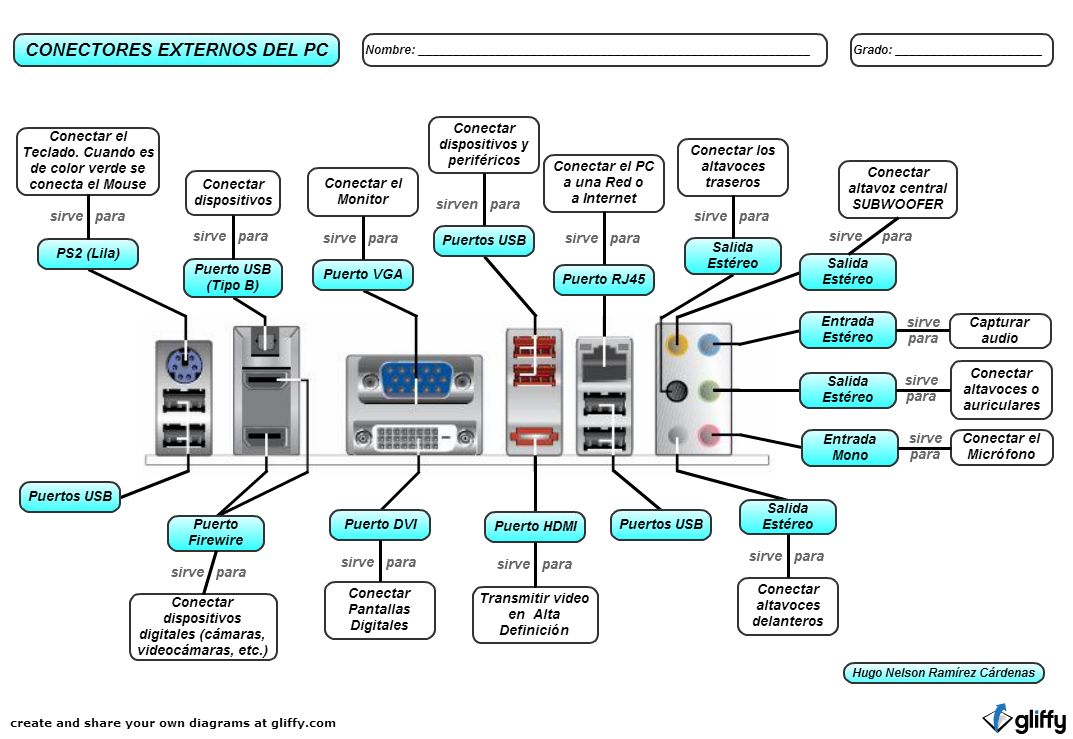 CONECTORES EXTERNOS DEL PC
Nombre: ______________________________________________________
Grado: ____________________
Conectar el
Teclado. Cuando es
de color verde se
conecta el Mouse
sirve para
PS2 (Lila)
Conectar
dispositivos
sirve para
Puerto USB
(Tipo B)
Conectar el
Monitor
sirve para
Puerto VGA
Conectar
dispositivos y
periféricos
sirven para
Puertos USB
Conectar el PC
a una Red o
a Internet
sirve para
Puerto RJ45
Conectar los
altavoces
traseros
sirve para
Salida
Estéreo
Conectar
altavoz central
SUBWOOFER
sirve para
Salida
Estéreo
Entrada
Estéreo
sirve
para
Capturar
audio
Salida
Estéreo
sirve
para
Conectar
altavoces o
auriculares
Entrada
Mono
sirve
para
Conectar el
Micrófono
Puertos USB
Puerto
Firewire
sirve para
Conectar
dispositivos
digitales (cámaras,
videocámaras, etc.)
Puerto DVI
sirve para
Conectar
Pantallas
Digitales
Puerto HDMI
sirve para
Transmitir video
en Alta
Definición
Puertos USB
Salida
Estéreo
sirve para
Conectar
altavoces
delanteros
Hugo Nelson Ramírez Cárdenas
create and share your own diagrams at gliffy.com
gliffy